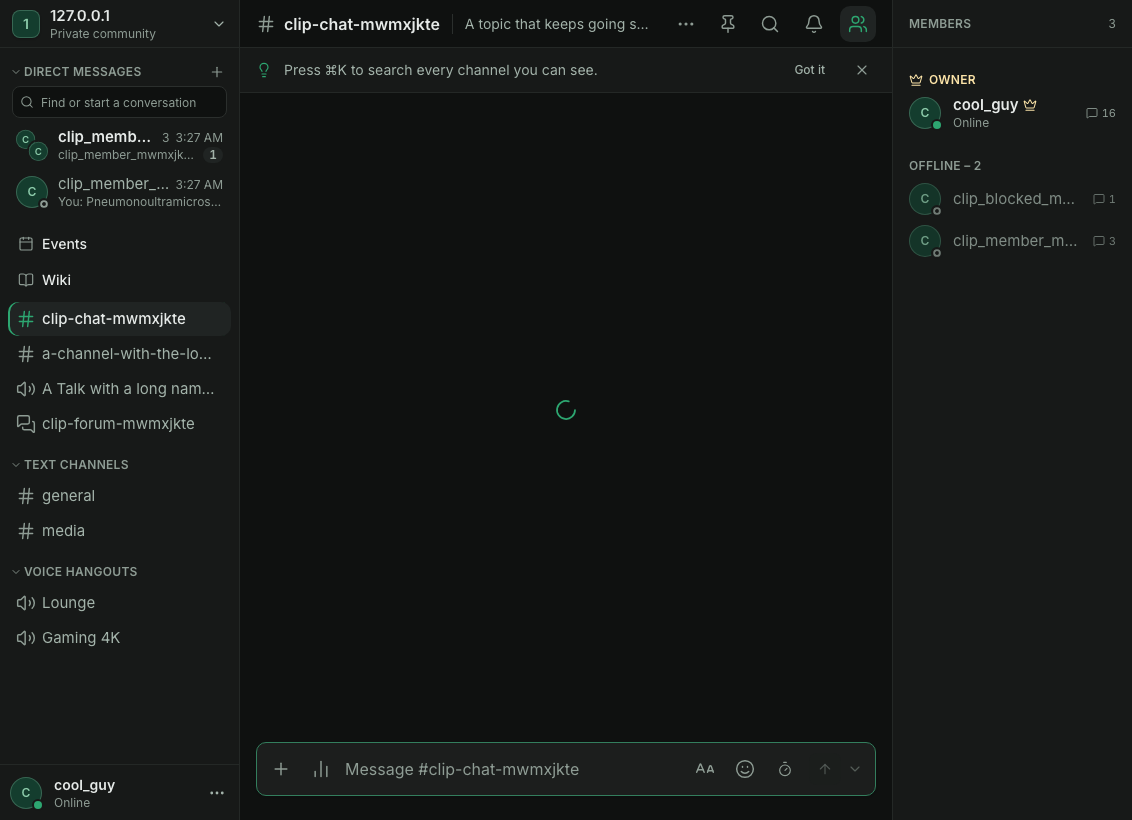 1
127.0.0.1
Private community
DIRECT MESSAGES
Find or start a conversation
C
C
clip_memb... 3 3:27 AM
clip_member_mwmxjk... 1
C
clip_member_... 3:27 AM
You: Pneumonoultramicros...
Events
Wiki
clip-chat-mwmxjkte
a-channel-with-the-lo...
A Talk with a long nam...
clip-forum-mwmxjkte
TEXT CHANNELS
general
media
VOICE HANGOUTS
Lounge
Gaming 4K
C
cool_guy
Online
clip-chat-mwmxjkte
A topic that keeps going s...
Press ⌘K to search every channel you can see.
Got it
Message #clip-chat-mwmxjkte
AA
MEMBERS 3
OWNER
C
cool_guy 16
Online
OFFLINE – 2
C
clip_blocked_m... 1
C
clip_member_m... 3